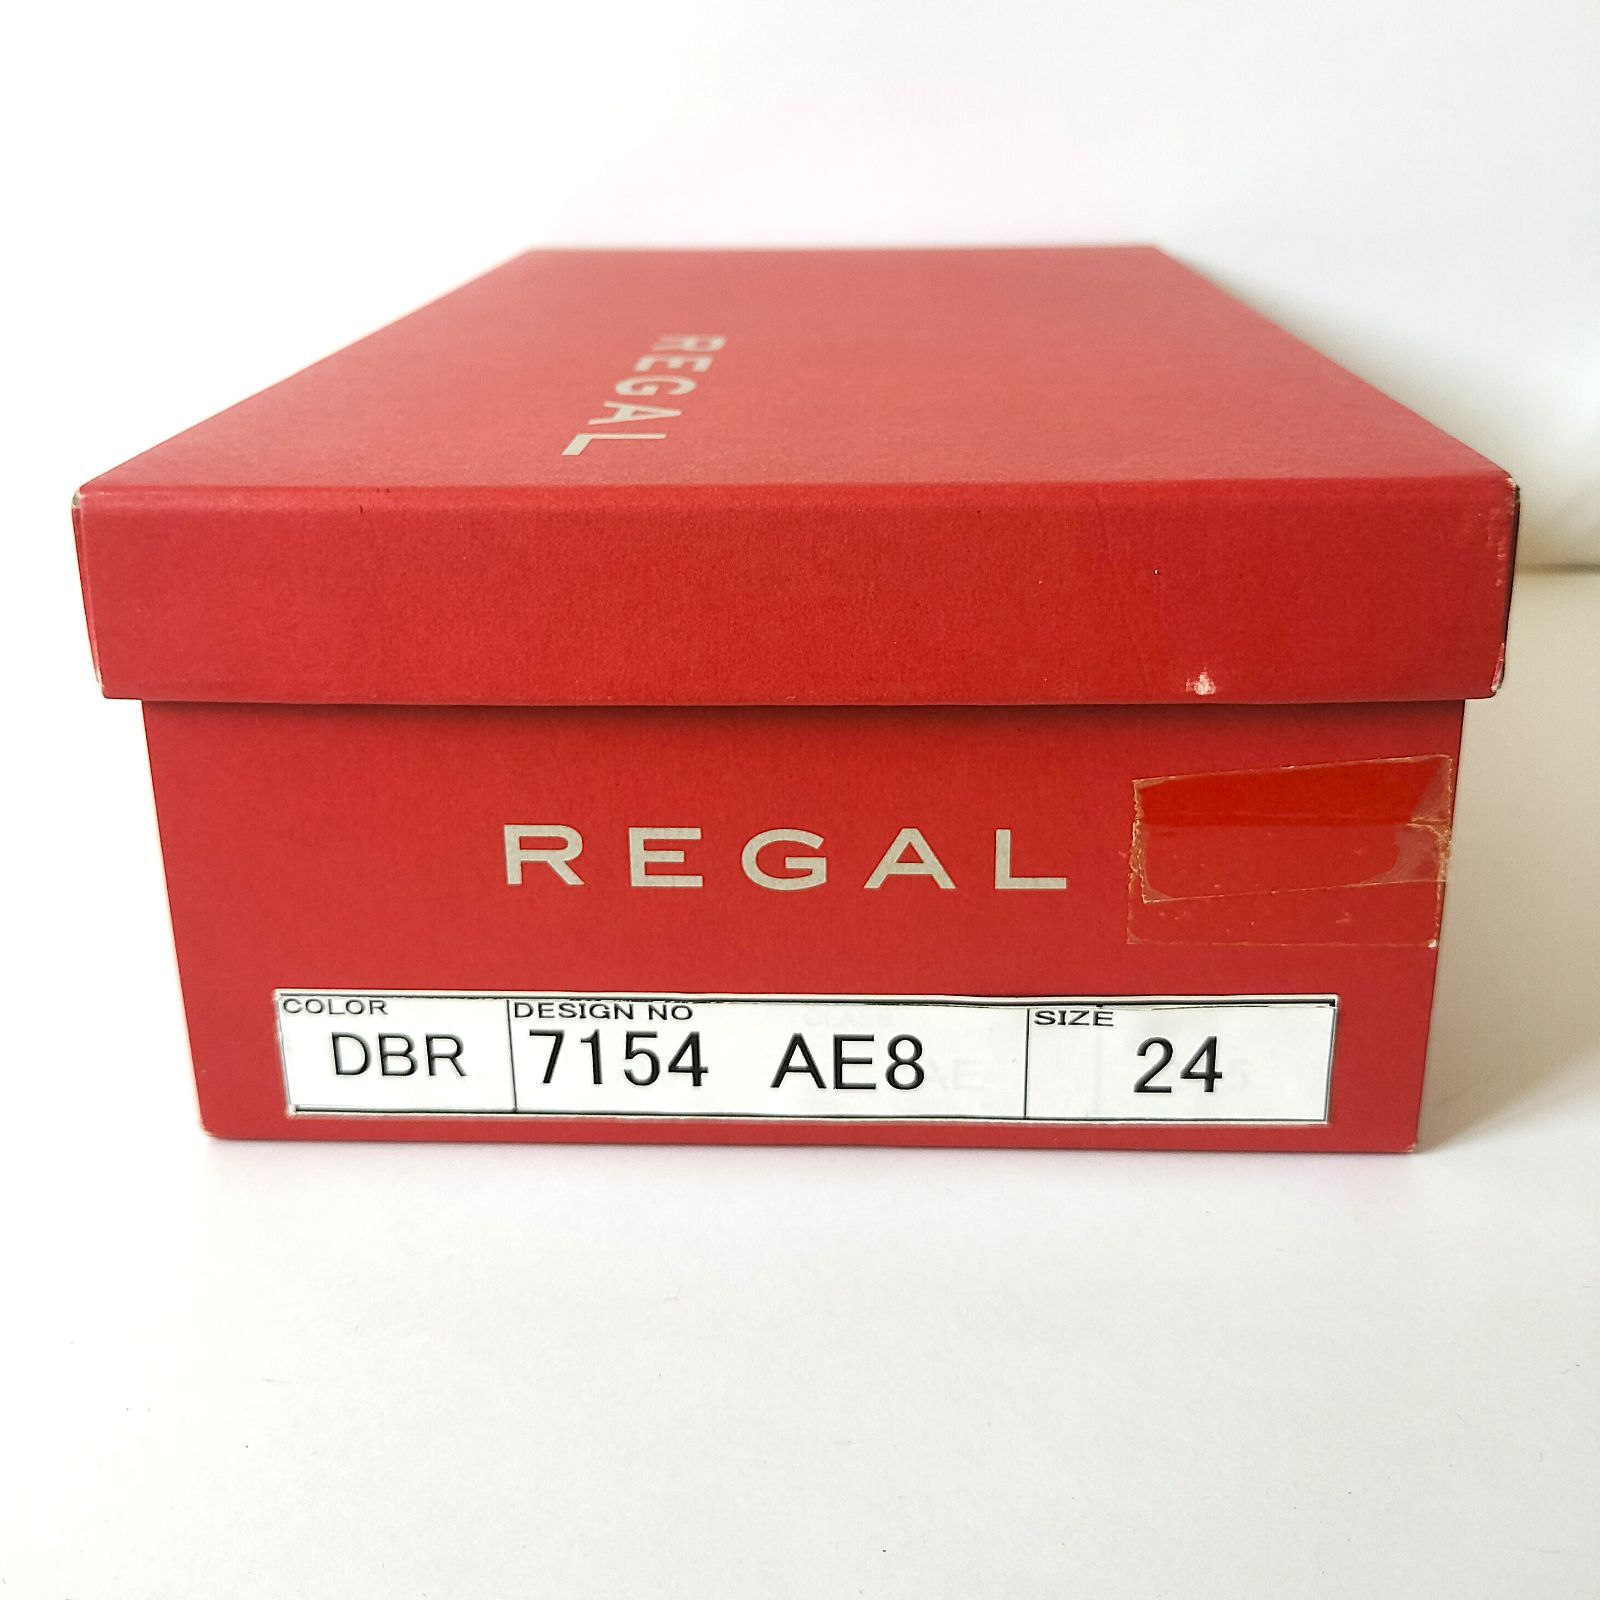 REGAL
REGAL
COLOR DESIGN NO SIZE
DBR 7154 AE8 24